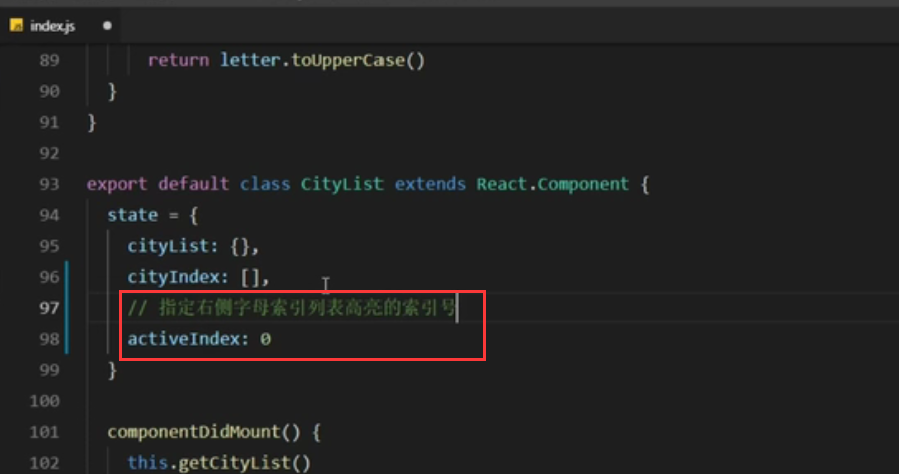 index.js
89 return letter.toUpperCase()
90 }
91 }
92
93 export default class CityList extends React.Component {
94 state = {
95 cityList: {},
96 cityIndex: [],
97 // 指定右侧字母索引列表高亮的索引号
98 activeIndex: 0
99 }
100
101 componentDidMount() {
102 this.getCityList()